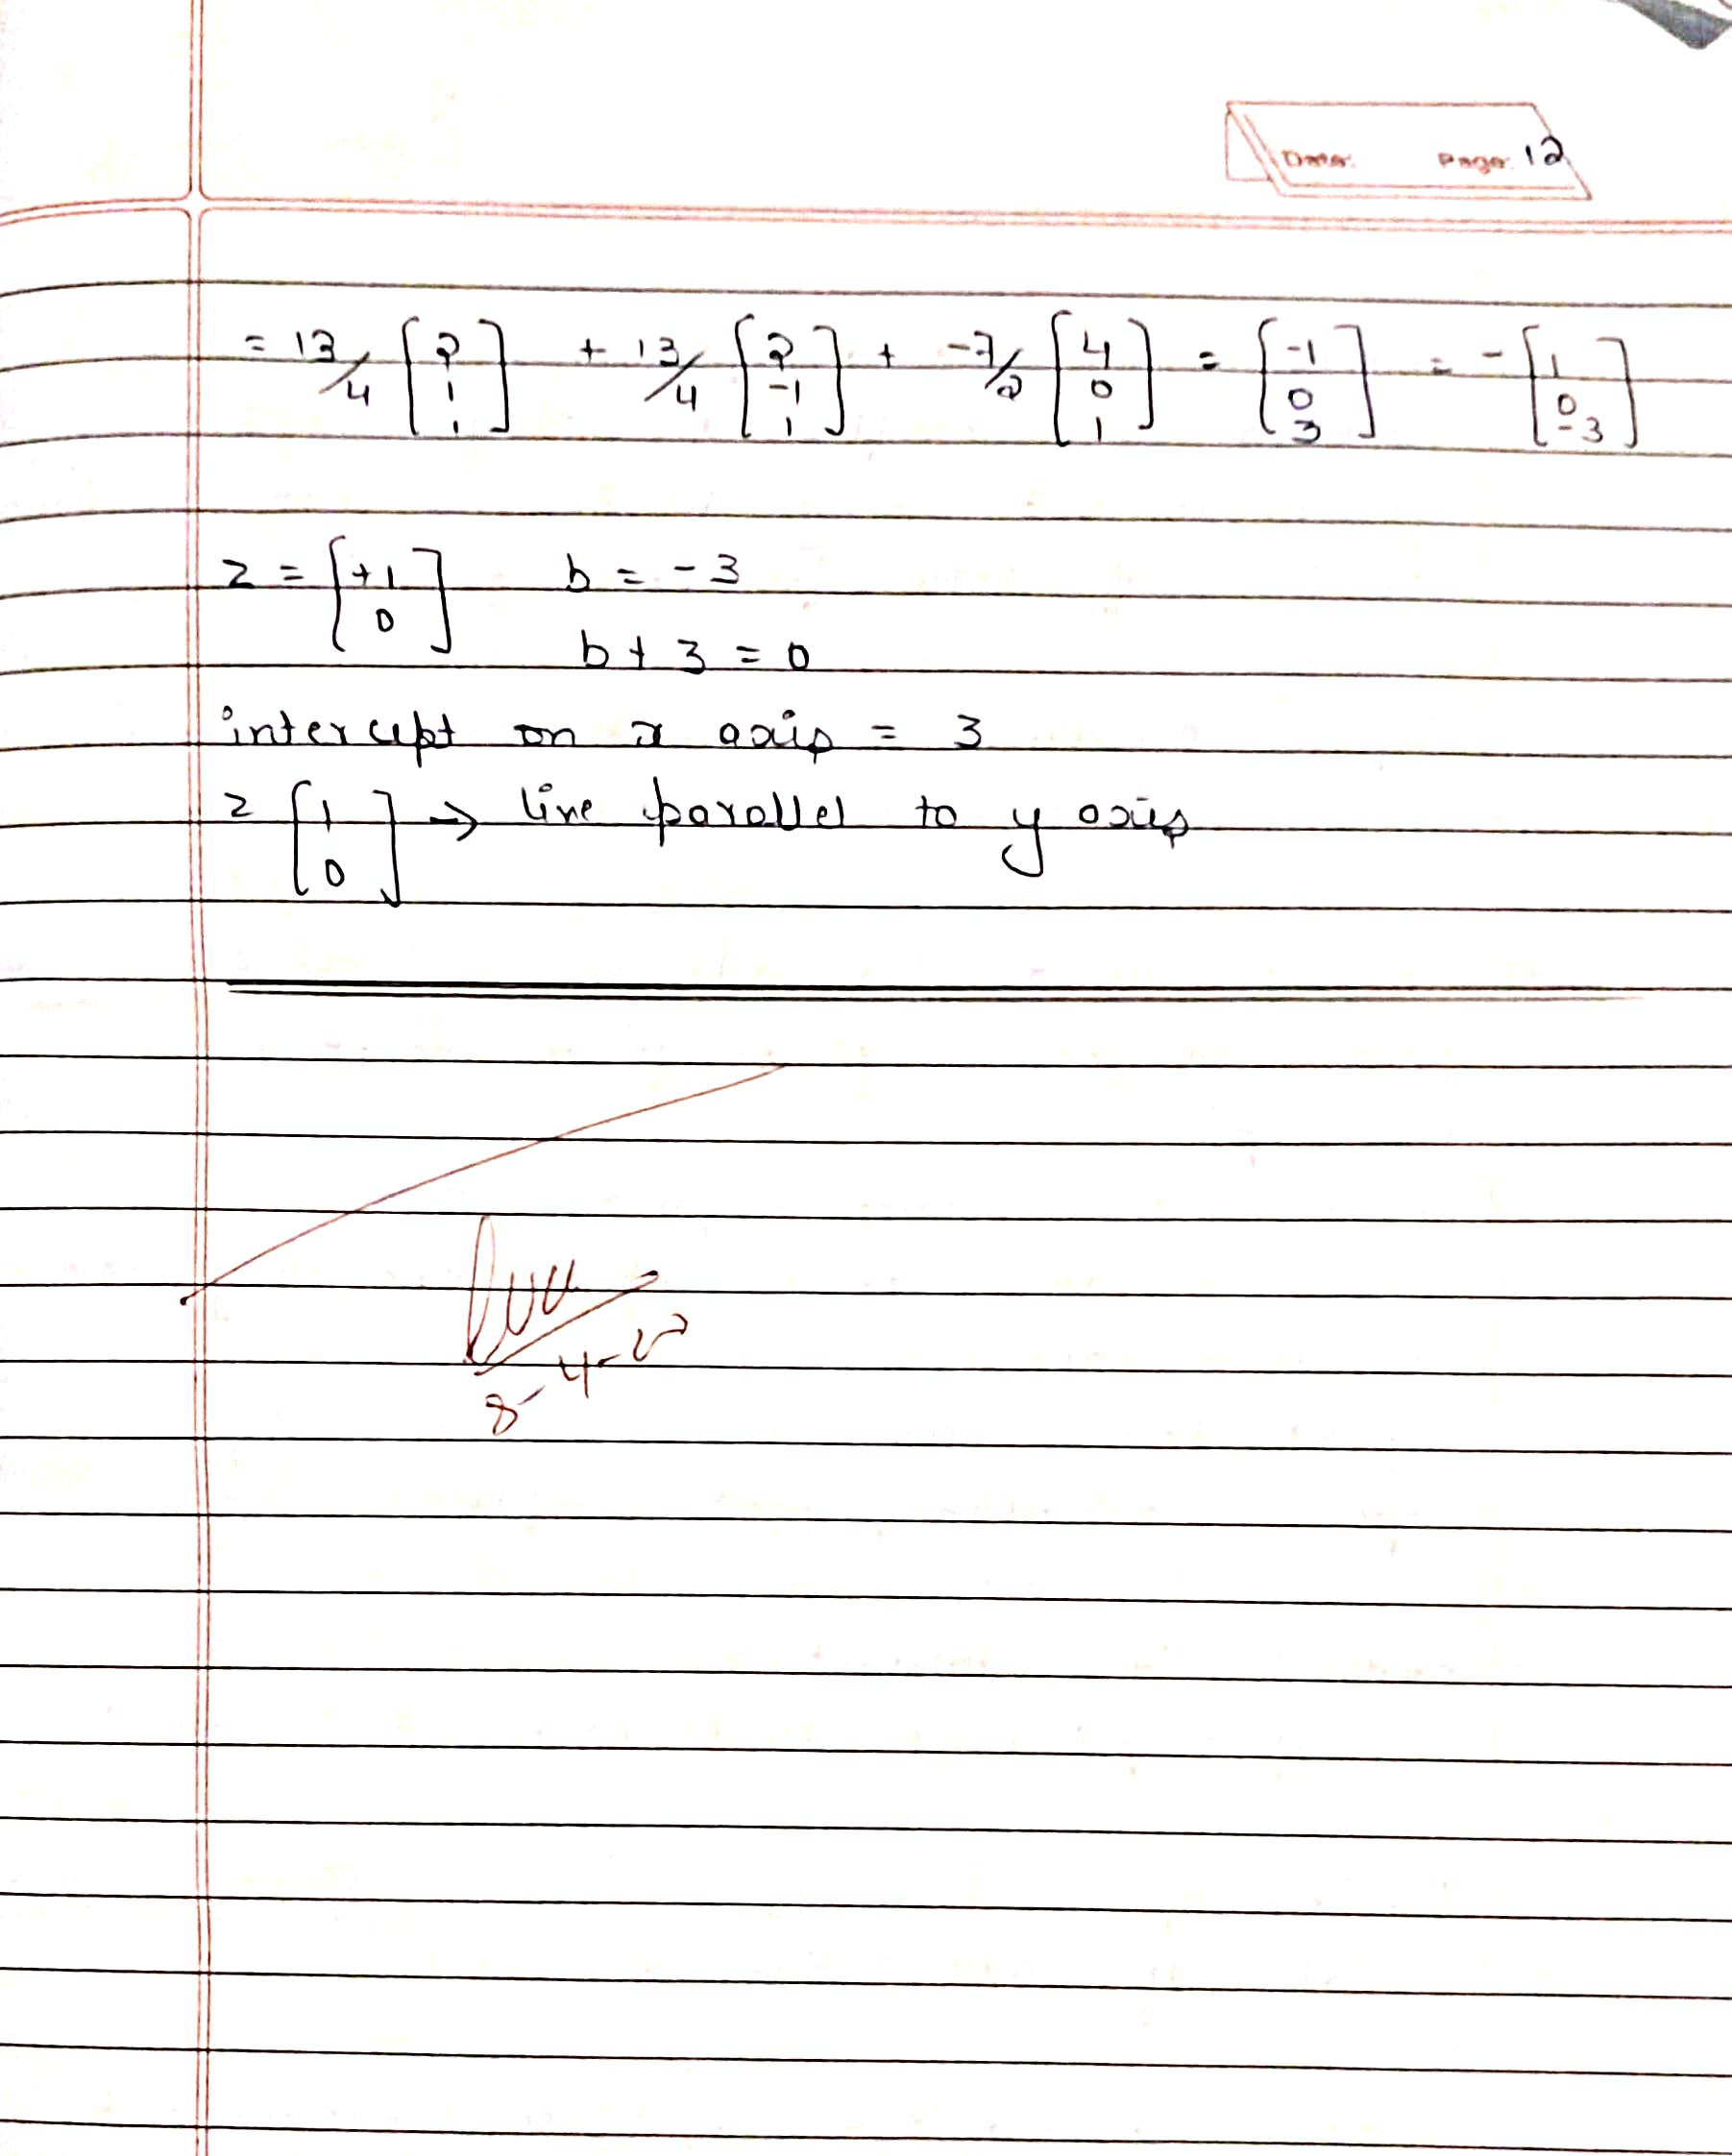 Date: Page: 12
= 13/4 [2 1 1] + 13/4 [2 -1 1] + -7/2 [4 0 1] = [-1 0 3] = -[1 0 -3]
z = [+1 0] b = -3
b + 3 = 0
intercept on x axis = 3
z [1 0] → line parallel to y axis
8-4-